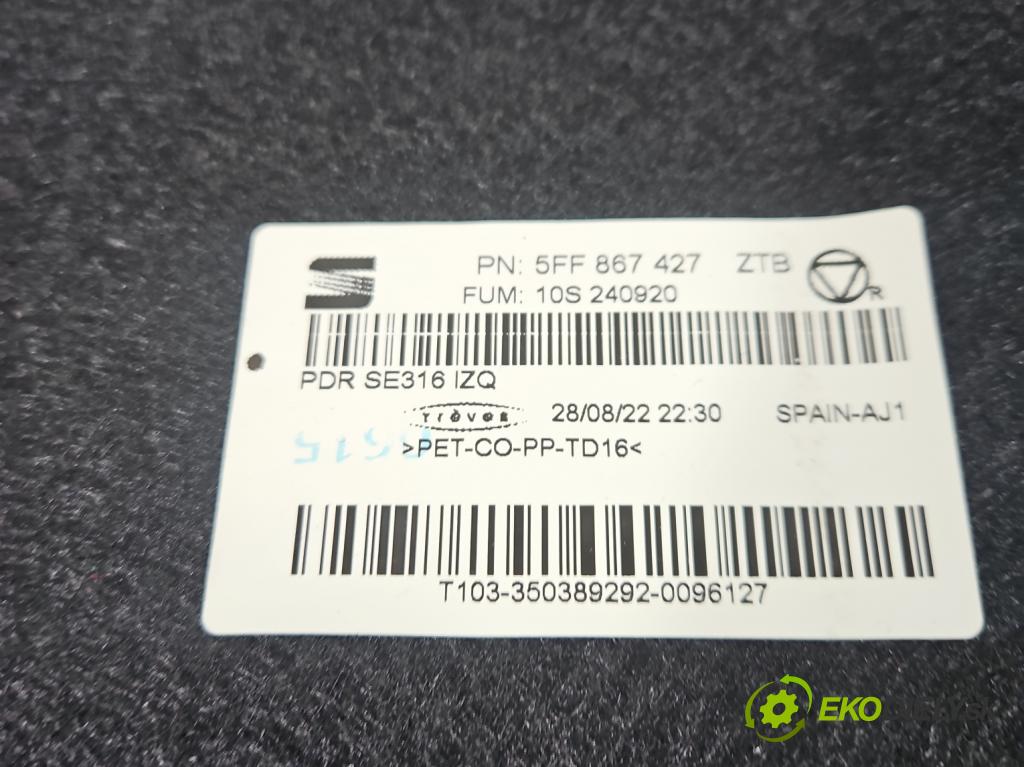 PN: 5FF 867 427 ZTB
R
FUM: 10S 240920
PDR SE316 IZQ
28/08/22 22:30 SPAIN-AJ1
>PET-CO-PP-TD16<
T103-350389292-0096127
EKO